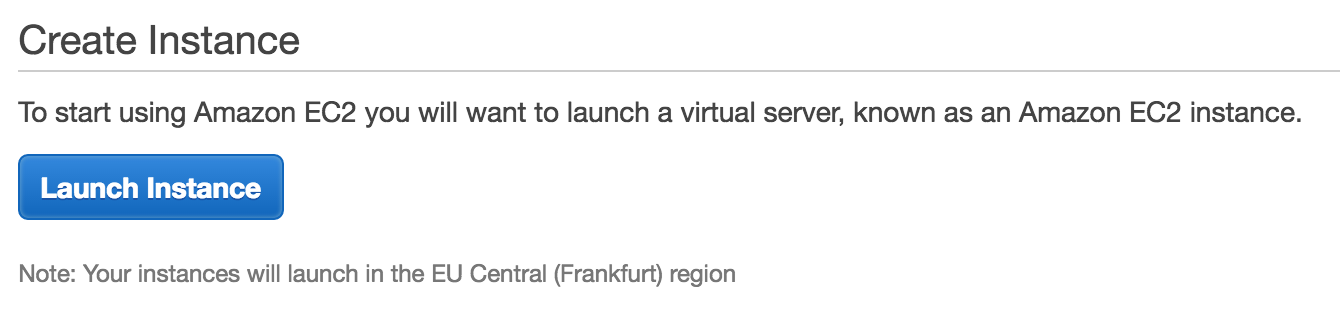 Create Instance
To start using Amazon EC2 you will want to launch a virtual server, known as an Amazon EC2 instance.
Launch Instance
Note: Your instances will launch in the EU Central (Frankfurt) region